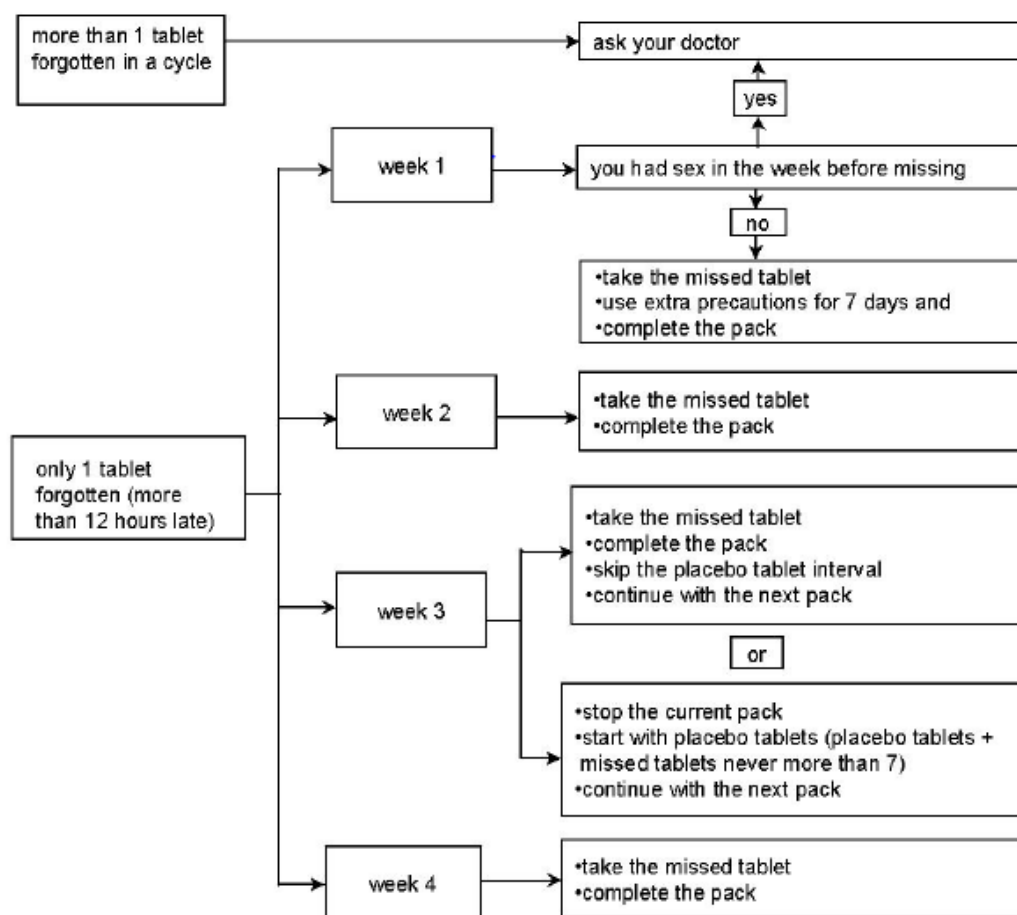 more than 1 tablet
forgotten in a cycle
ask your doctor
yes
week 1
you had sex in the week before missing
no
•take the missed tablet
•use extra precautions for 7 days and
•complete the pack
week 2
•take the missed tablet
•complete the pack
only 1 tablet
forgotten (more
than 12 hours late)
week 3
•take the missed tablet
•complete the pack
•skip the placebo tablet interval
•continue with the next pack
or
•stop the current pack
•start with placebo tablets (placebo tablets +
missed tablets never more than 7)
•continue with the next pack
week 4
•take the missed tablet
•complete the pack